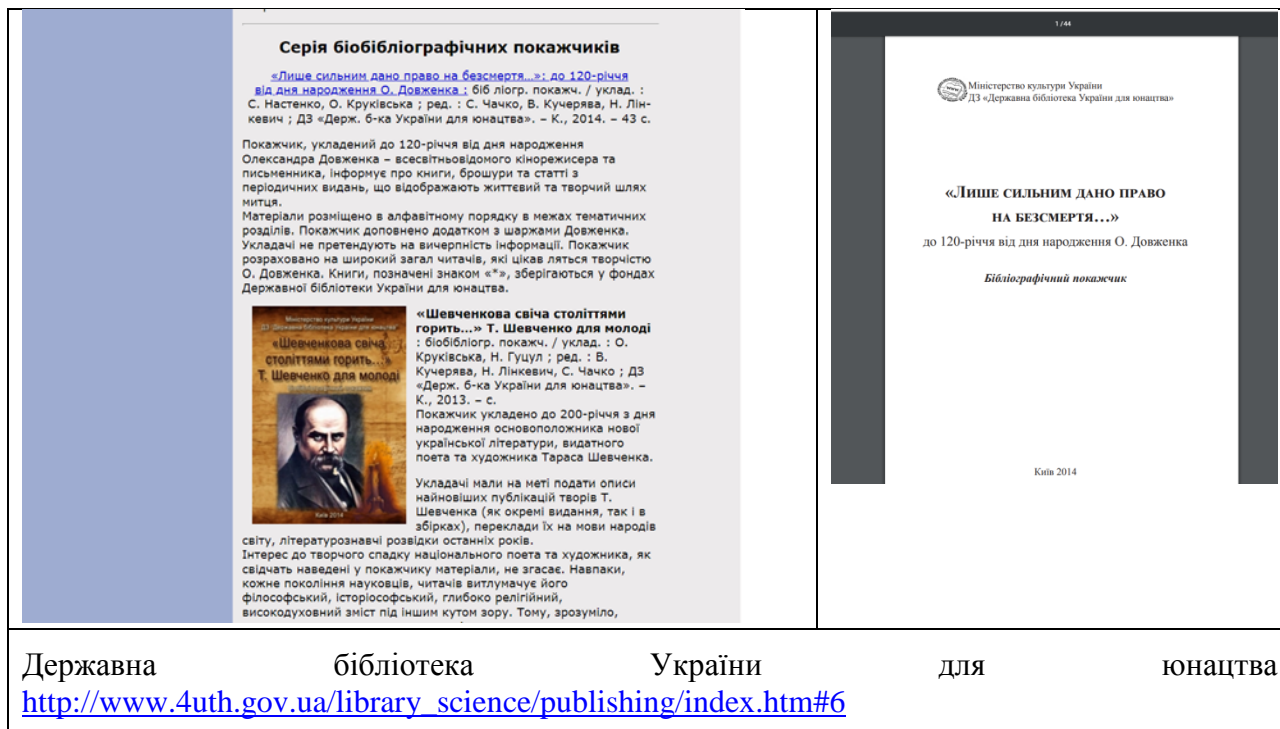 Серія біобібліографічних покажчиків
«Лише сильним дано право на безсмертя…»: до 120-річчя
від дня народження О. Довженка : біб ліогр. покажч. / уклад. :
С. Настенко, О. Круківська ; ред. : С. Чачко, В. Кучерява, Н. Лін-
кевич ; ДЗ «Держ. б-ка України для юнацтва». – К., 2014. – 43 с.
Покажчик, укладений до 120-річчя від дня народження
Олександра Довженка – всесвітньовідомого кінорежисера та
письменника, інформує про книги, брошури та статті з
періодичних видань, що відображають життєвий та творчий шлях
митця.
Матеріали розміщено в алфавітному порядку в межах тематичних
розділів. Покажчик доповнено додатком з шаржами Довженка.
Укладачі не претендують на вичерпність інформації. Покажчик
розраховано на широкий загал читачів, які цікав ляться творчістю
О. Довженка. Книги, позначені знаком «*», зберігаються у фондах
Державної бібліотеки України для юнацтва.
Міністерство культури України
ДЗ «Державна бібліотека України для юнацтва»
«Шевченкова свіча
століттями горить…»
Т. Шевченко для молоді
Київ 2014
«Шевченкова свіча століттями
горить…» Т. Шевченко для молоді
: біобібліогр. покажч. / уклад. : О.
Круківська, Н. Гуцул ; ред. : В.
Кучерява, Н. Лінкевич, С. Чачко ; ДЗ
«Держ. б-ка України для юнацтва». –
К., 2013. – с.
Покажчик укладено до 200-річчя з дня
народження основоположника нової
української літератури, видатного
поета та художника Тараса Шевченка.
Укладачі мали на меті подати описи
найновіших публікацій творів Т.
Шевченка (як окремі видання, так і в
збірках), переклади їх на мови народів
світу, літературознавчі розвідки останніх років.
Інтерес до творчого спадку національного поета та художника, як
свідчать наведені у покажчику матеріали, не згасає. Навпаки,
кожне покоління науковців, читачів витлумачує його
філософський, історіософський, глибоко релігійний,
високодуховний зміст під іншим кутом зору. Тому, зрозуміло,
1 / 44
Міністерство культури України
ДЗ «Державна бібліотека України для юнацтва»
«Лише сильним дано право
на безсмертя…»
до 120-річчя від дня народження О. Довженка
Бібліографічний покажчик
Київ 2014
Державна бібліотека України для юнацтва
http://www.4uth.gov.ua/library_science/publishing/index.htm#6